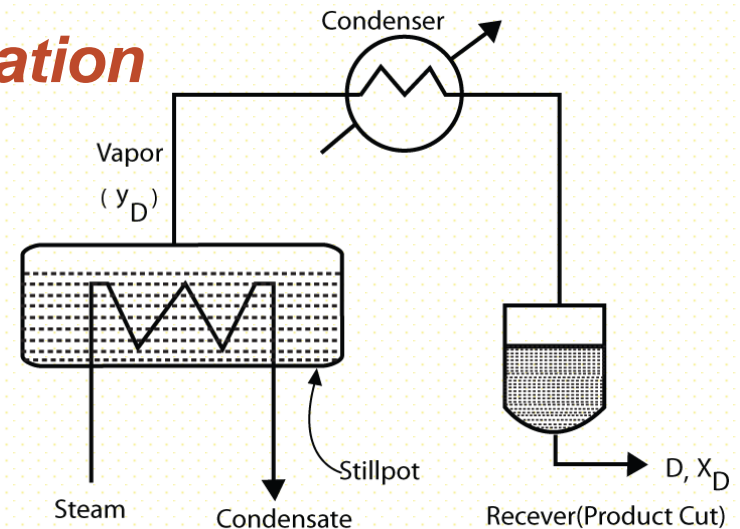 ation
Condenser
Vapor
( yD )
Stillpot
D, XD
Steam
Condensate
Recever(Product Cut)